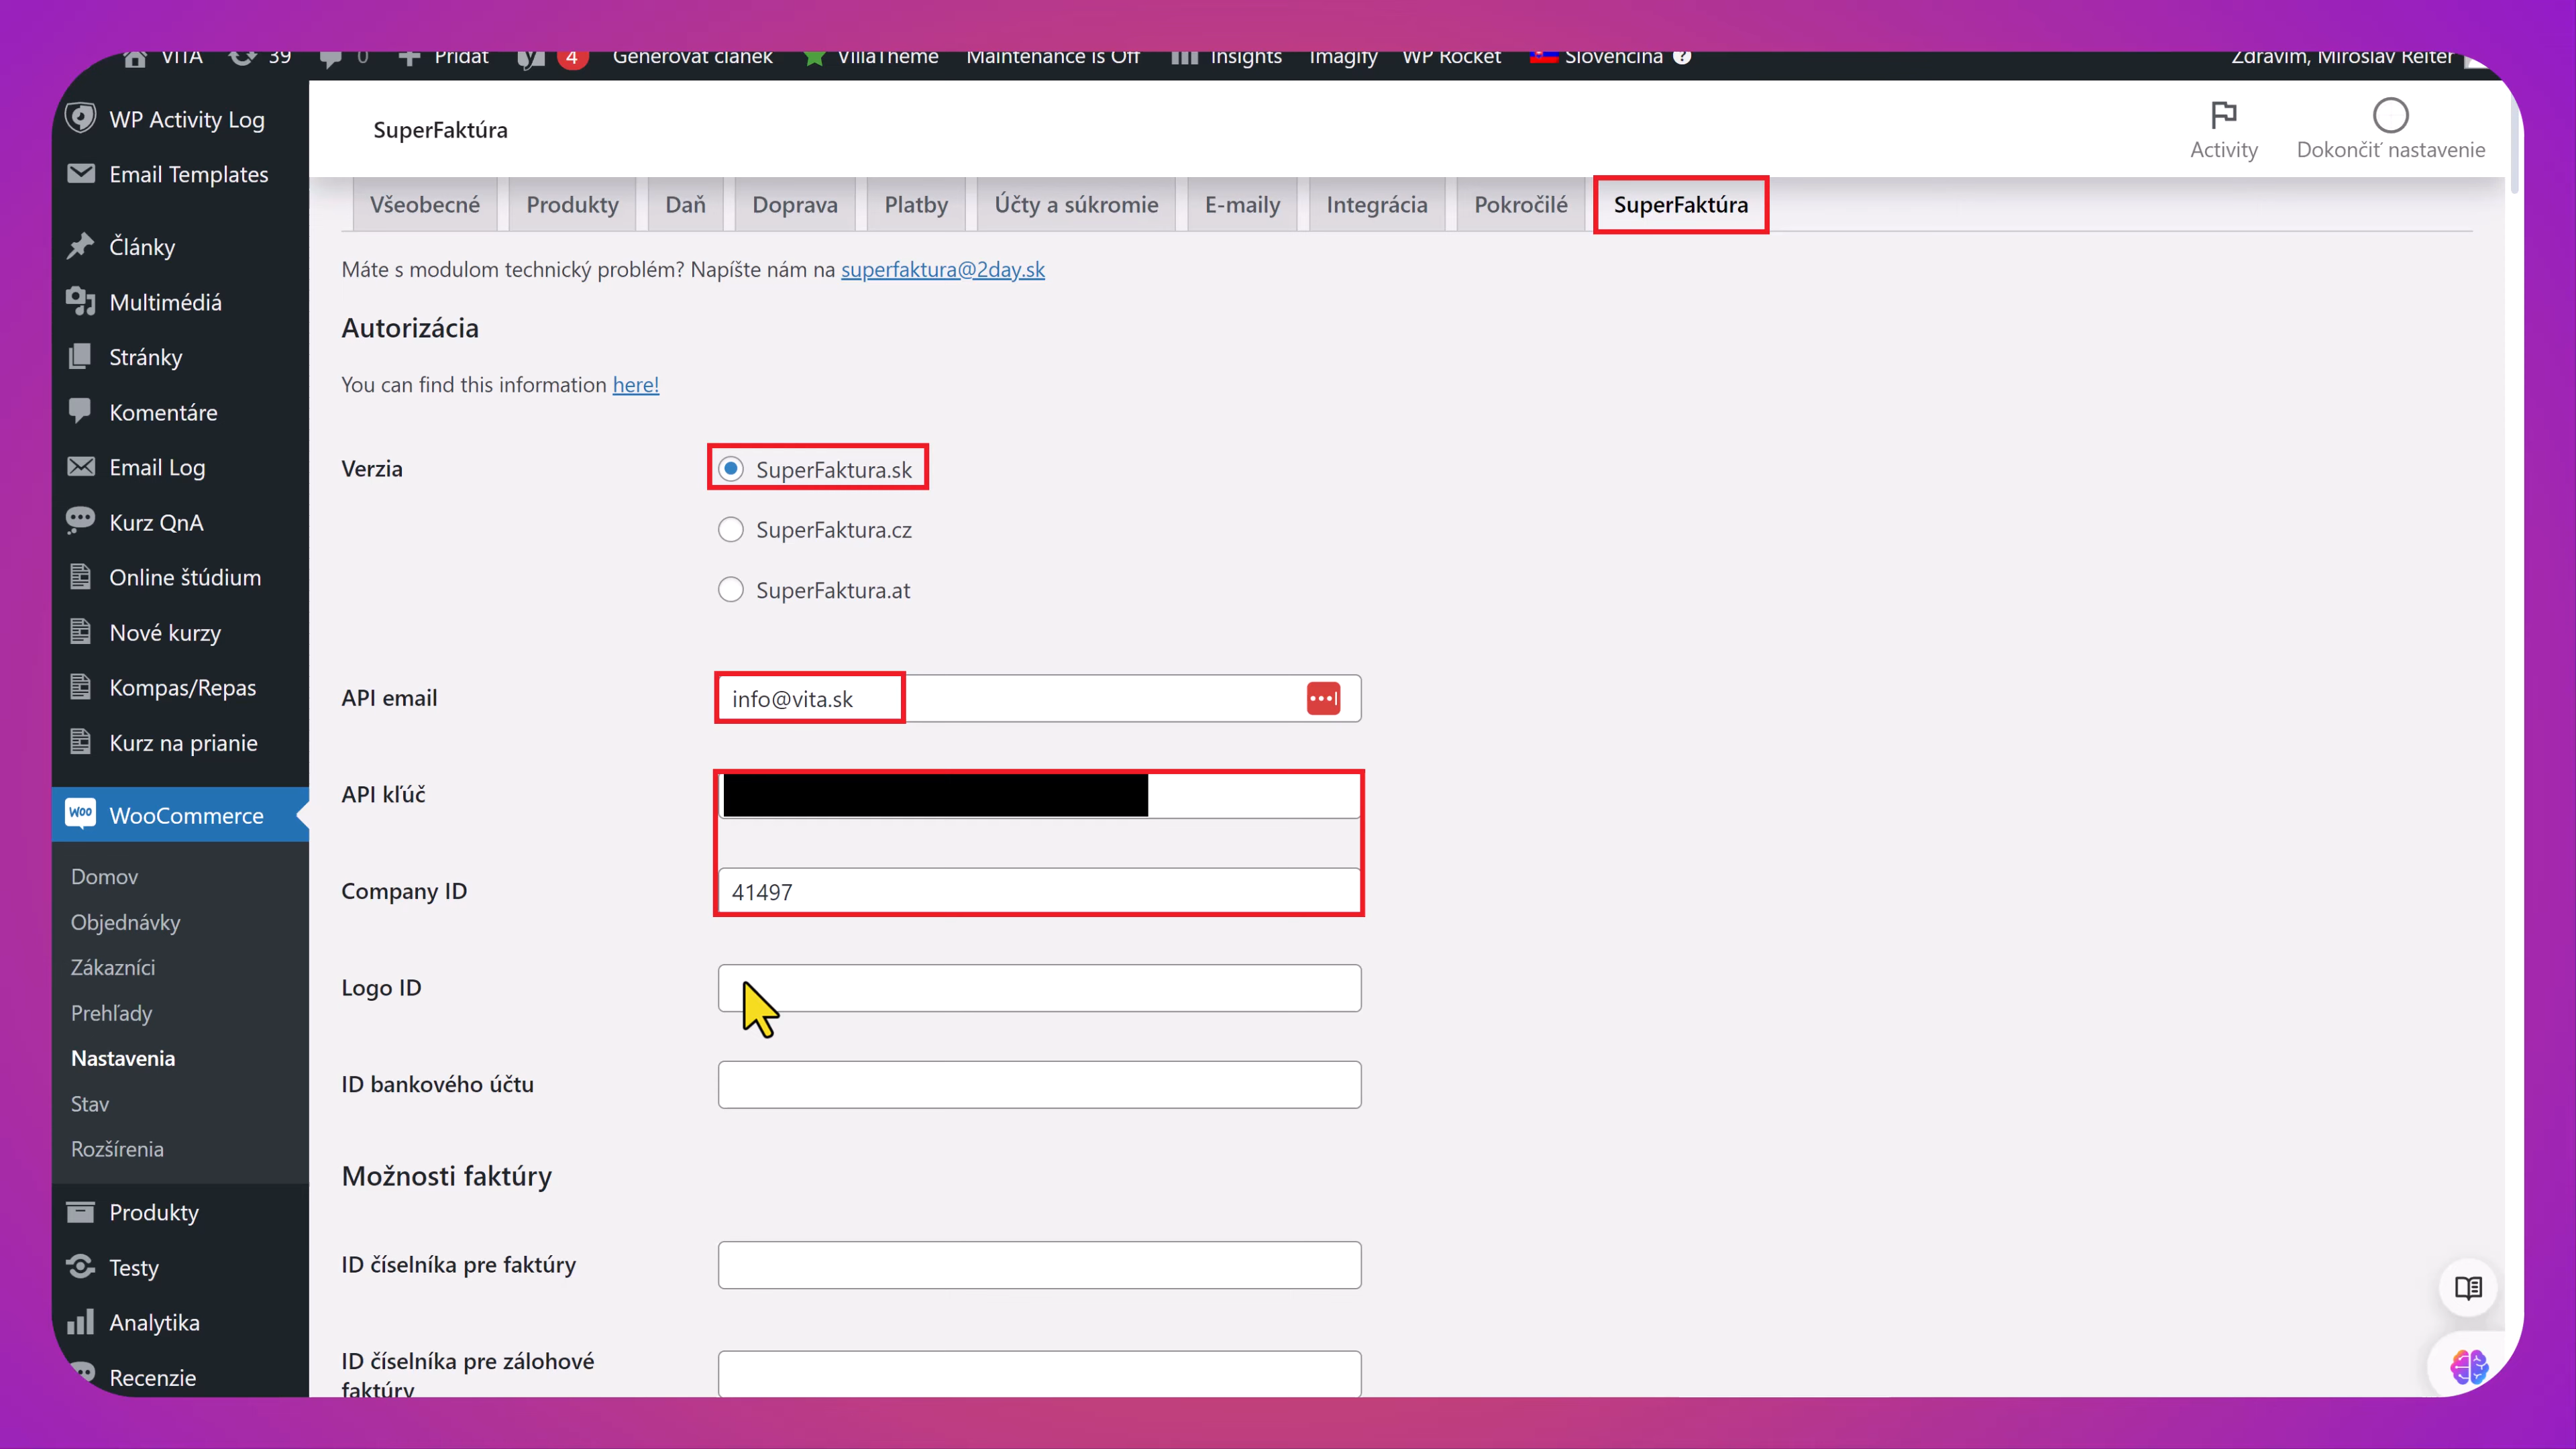 VITA 39 0 Pridať 4 Generovať článok VillaTheme Maintenance is Off Insights Imagify WP Rocket Slovenčina ? Zdravím, Miroslav Reiter
WP Activity Log
Email Templates
Články
Multimédiá
Stránky
Komentáre
Email Log
Kurz QnA
Online štúdium
Nové kurzy
Kompas/Repas
Kurz na prianie
Woo WooCommerce
Domov
Objednávky
Zákazníci
Prehľady
Nastavenia
Stav
Rozšírenia
Produkty
Testy
Analytika
Recenzie
SuperFaktúra
Activity
Dokončiť nastavenie
Všeobecné Produkty Daň Doprava Platby Účty a súkromie E-maily Integrácia Pokročilé SuperFaktúra
Máte s modulom technický problém? Napíšte nám na superfaktura@2day.sk
Autorizácia
You can find this information here!
Verzia
SuperFaktura.sk
SuperFaktura.cz
SuperFaktura.at
API email
info@vita.sk
API kľúč
Company ID
41497
Logo ID
ID bankového účtu
Možnosti faktúry
ID číselníka pre faktúry
ID číselníka pre zálohové
faktúry